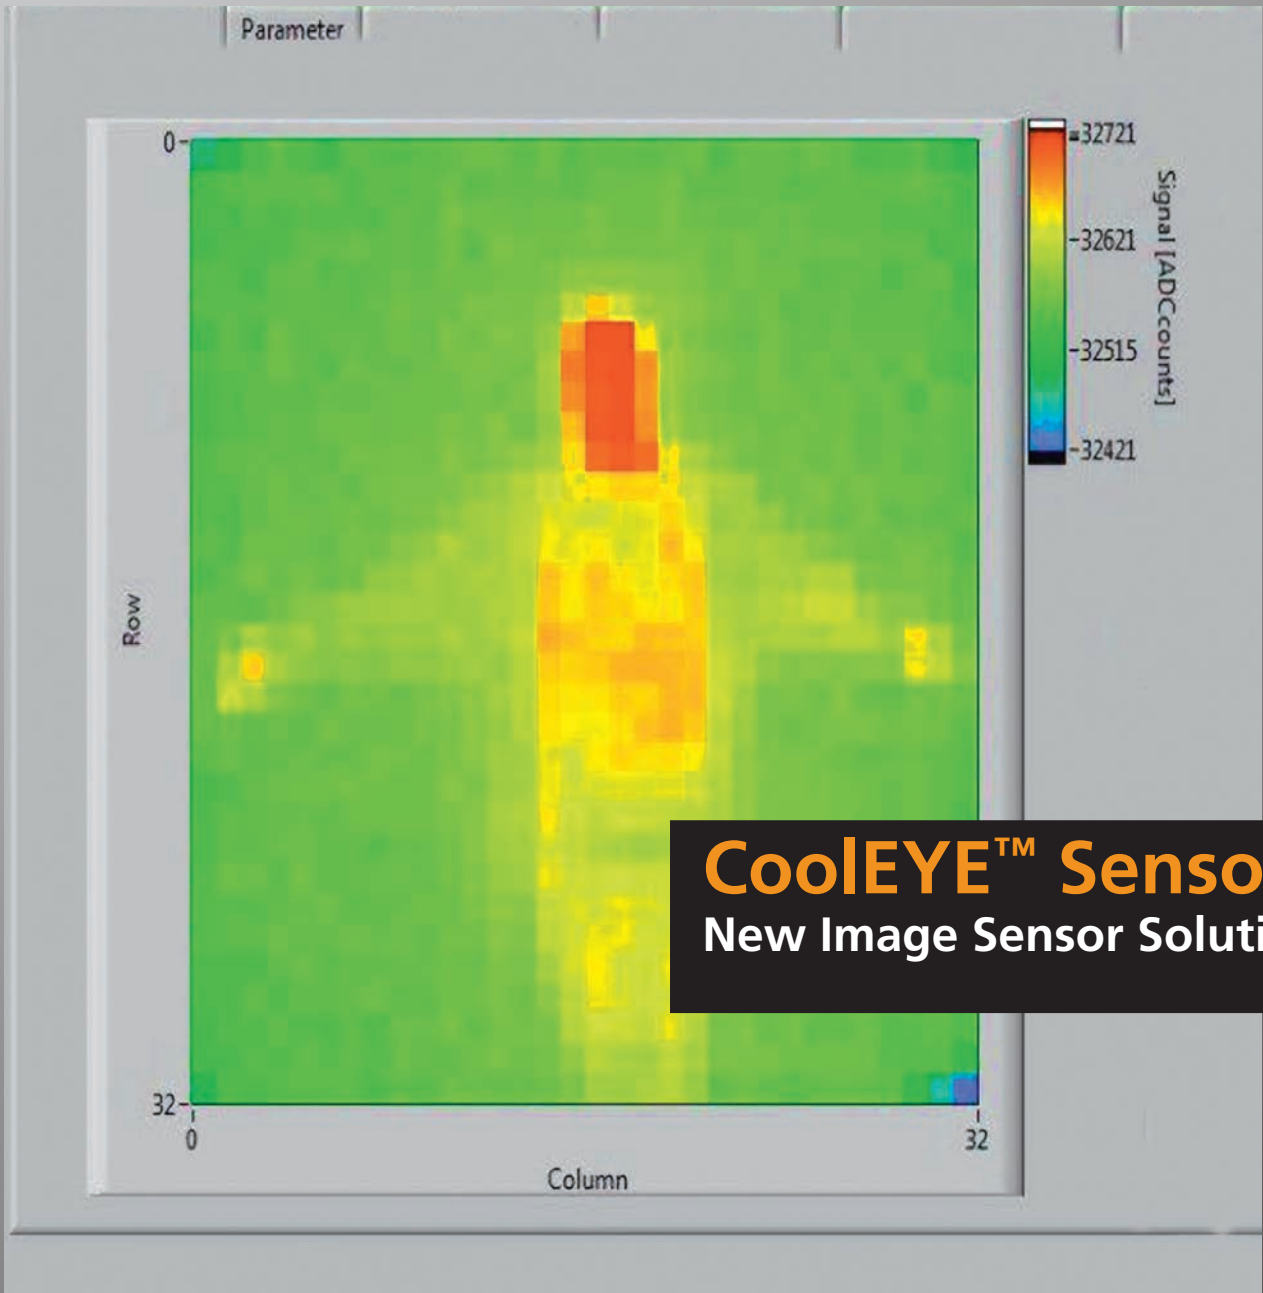 Parameter
0
32721
32621
Signal [ADCcounts]
32515
32421
Row
CoolEYE™ Senso
New Image Sensor Soluti
32
0
32
Column